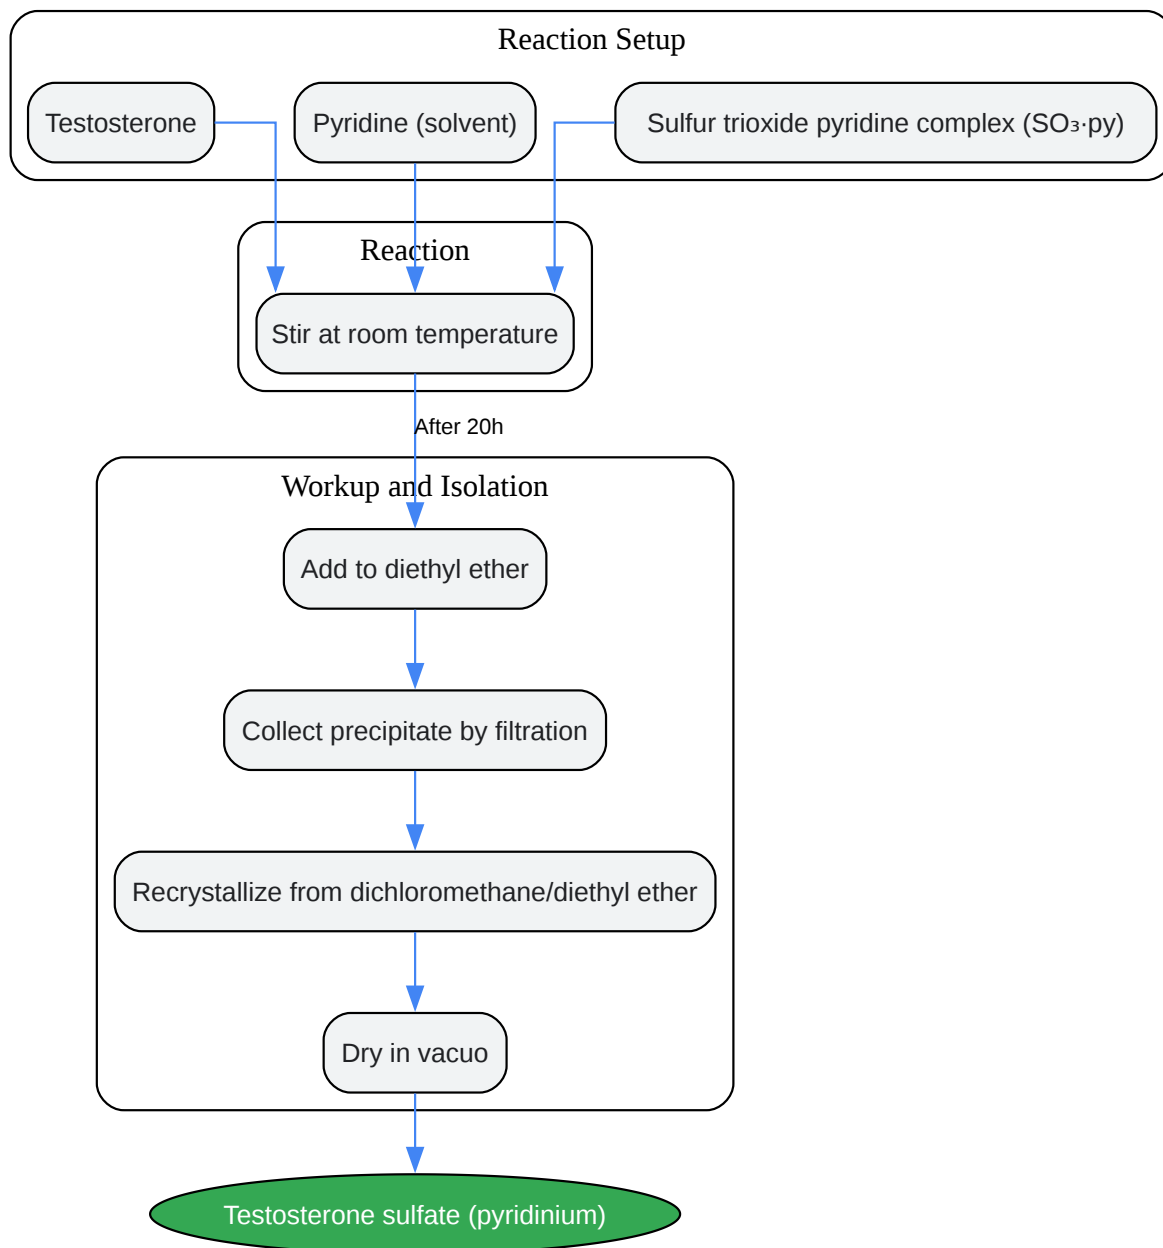 Reaction Setup
Testosterone
Pyridine (solvent)
Sulfur trioxide pyridine complex (SO₃·py)
Reaction
Stir at room temperature
After 20h
Workup and Isolation
Add to diethyl ether
Collect precipitate by filtration
Recrystallize from dichloromethane/diethyl ether
Dry in vacuo
Testosterone sulfate (pyridinium)